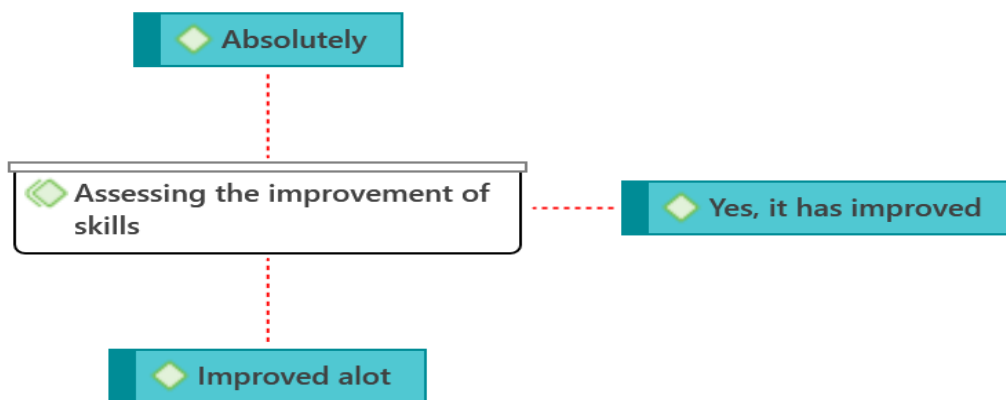 Absolutely
Assessing the improvement of
skills
Yes, it has improved
Improved alot